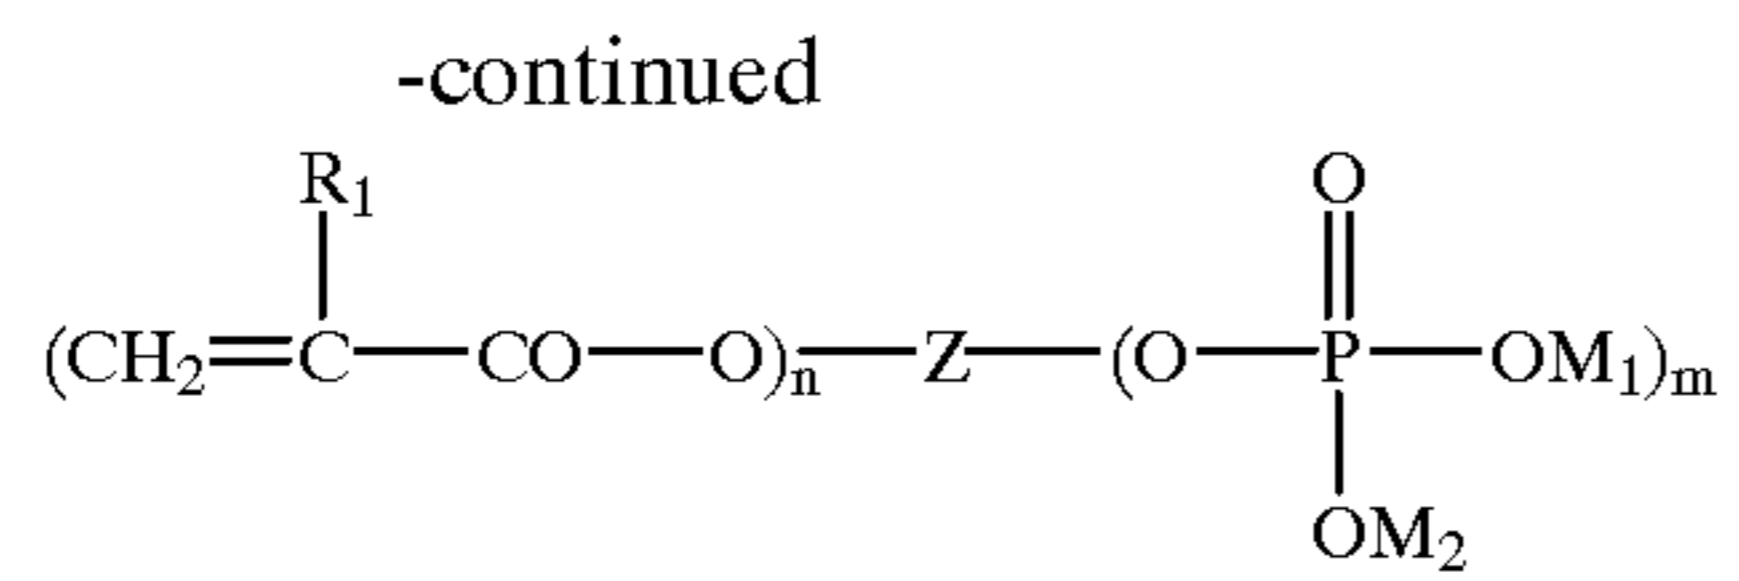 -continued
R1
O
(CH2=C—CO—O)n—Z—(O—P—OM1)m
OM2